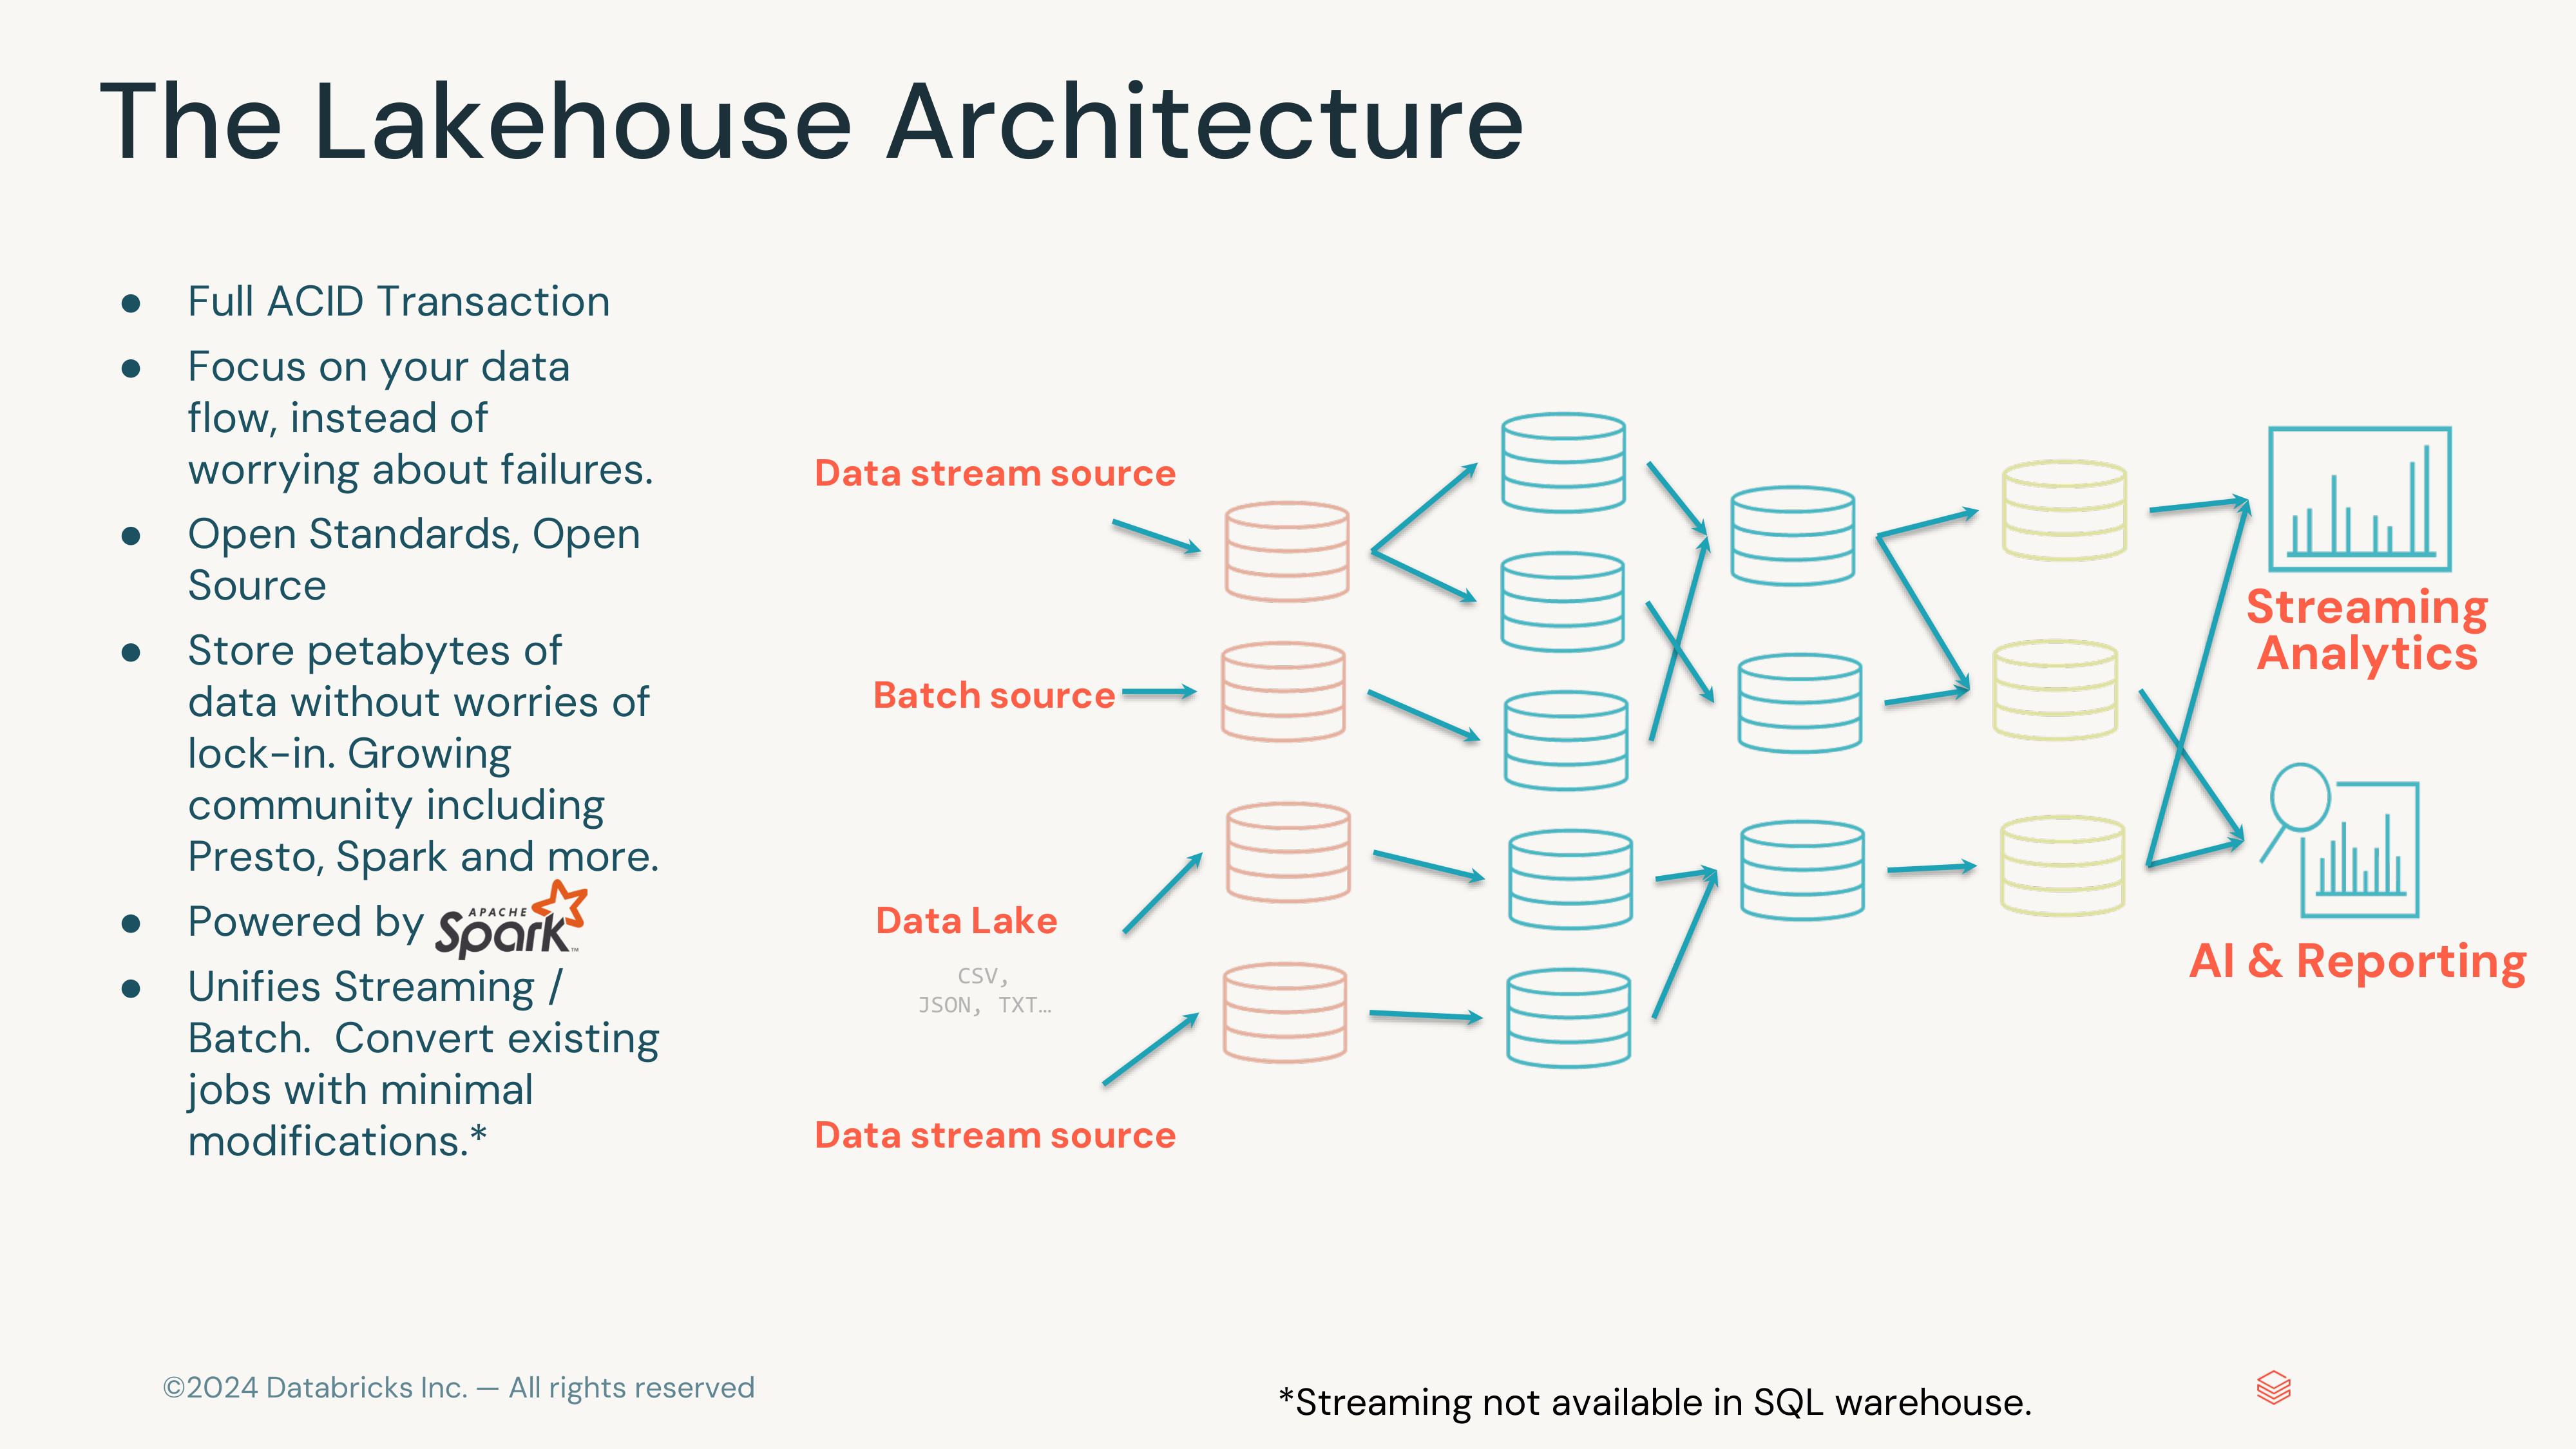 The Lakehouse Architecture
● Full ACID Transaction
● Focus on your data
flow, instead of
worrying about failures.
● Open Standards, Open
Source
● Store petabytes of
data without worries of
lock-in. Growing
community including
Presto, Spark and more.
● Powered by APACHE Spark™
● Unifies Streaming /
Batch.  Convert existing
jobs with minimal
modifications.*
Data stream source
Batch source
Data Lake
CSV,
JSON, TXT…
Data stream source
Streaming
Analytics
AI & Reporting
©2024 Databricks Inc. — All rights reserved
*Streaming not available in SQL warehouse.